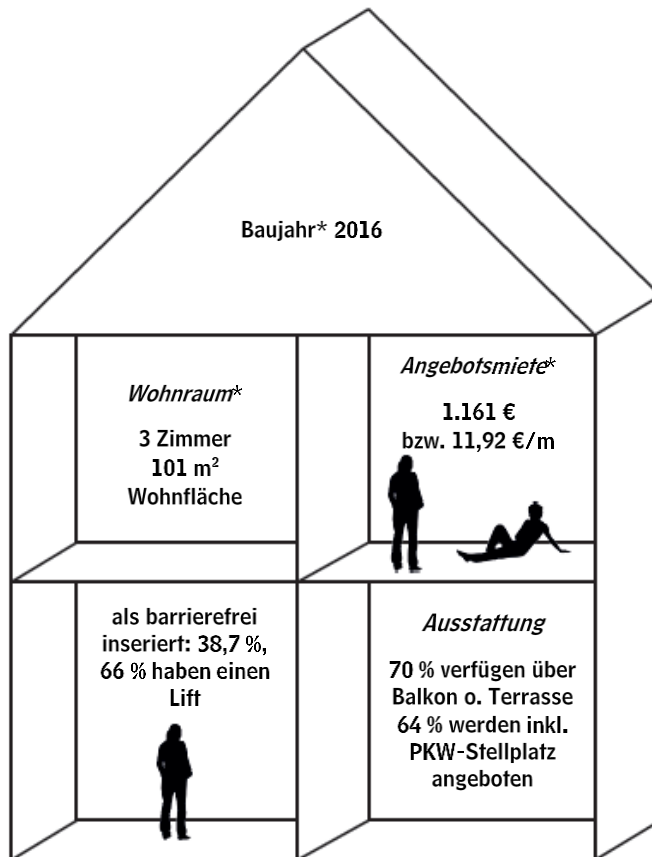 Baujahr* 2016
Wohnraum*
3 Zimmer
101 m²
Wohnfläche
Angebotsmiete*
1.161 €
bzw. 11,92 €/m
als barrierefrei
inseriert: 38,7 %,
66 % haben einen
Lift
Ausstattung
70 % verfügen über
Balkon o. Terrasse
64 % werden inkl.
PKW-Stellplatz
angeboten